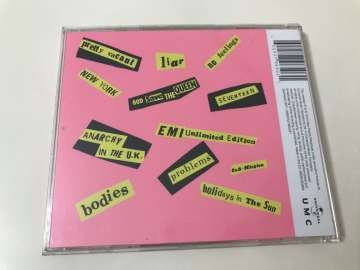 pretty vacant
liar
no feelings
NEW YORK
GOD Save THE QUEEN
SEVENTEEN
ANARCHY
IN THE U.K.
EMI Unlimited Edition
problems
Sub-Mission
bodies
holidays in The Sun
UMC